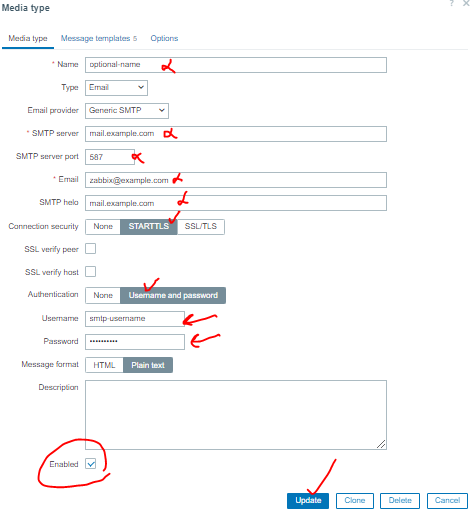 Media type
? ×
Media type Message templates 5 Options
* Name optional-name
Type Email
Email provider Generic SMTP
* SMTP server mail.example.com
SMTP server port 587
* Email zabbix@example.com
SMTP helo mail.example.com
Connection security None STARTTLS SSL/TLS
SSL verify peer
SSL verify host
Authentication None Username and password
Username smtp-username
Password ••••••••••
Message format HTML Plain text
Description
Enabled
Update Clone Delete Cancel